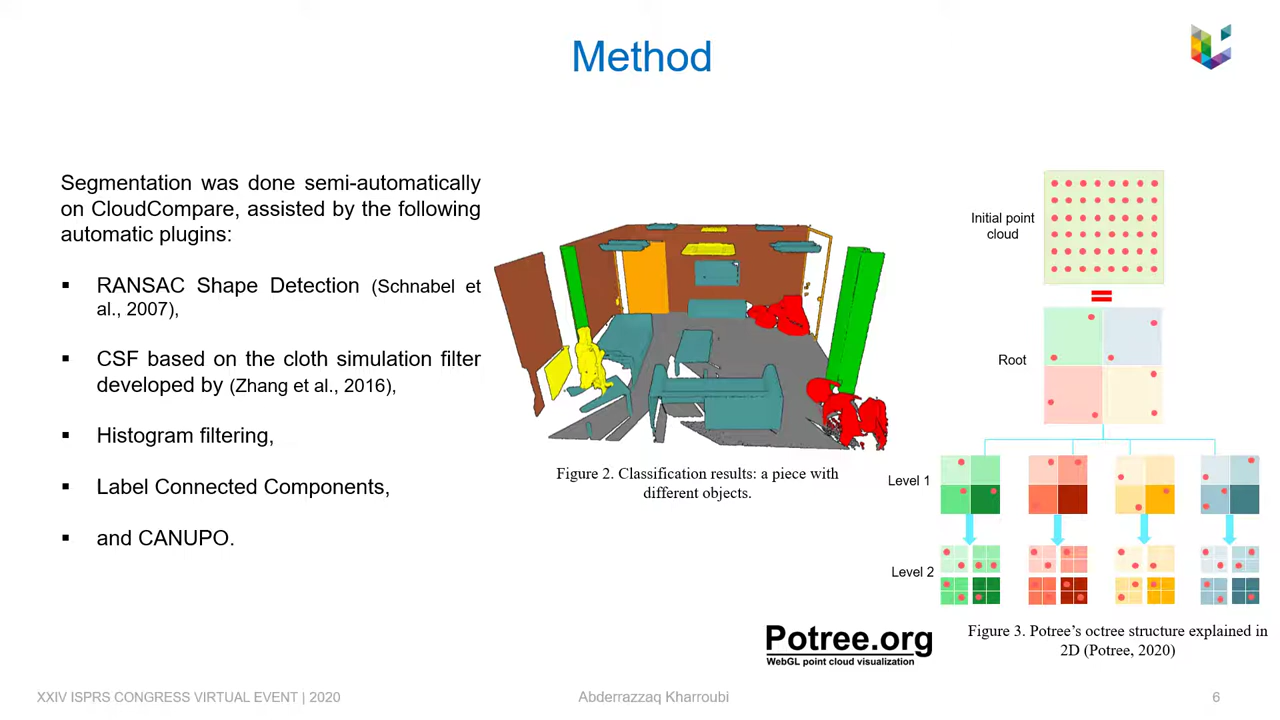 Method
Segmentation was done semi-automatically
on CloudCompare, assisted by the following
automatic plugins:
▪ RANSAC Shape Detection (Schnabel et
al., 2007),
▪ CSF based on the cloth simulation filter
developed by (Zhang et al., 2016),
▪ Histogram filtering,
▪ Label Connected Components,
▪ and CANUPO.
Figure 2. Classification results: a piece with
different objects.
Initial point
cloud
Root
Level 1
Level 2
Potree.org
WebGL point cloud visualization
Figure 3. Potree’s octree structure explained in
2D (Potree, 2020)
XXIV ISPRS CONGRESS VIRTUAL EVENT | 2020
Abderrazzaq Kharroubi
6